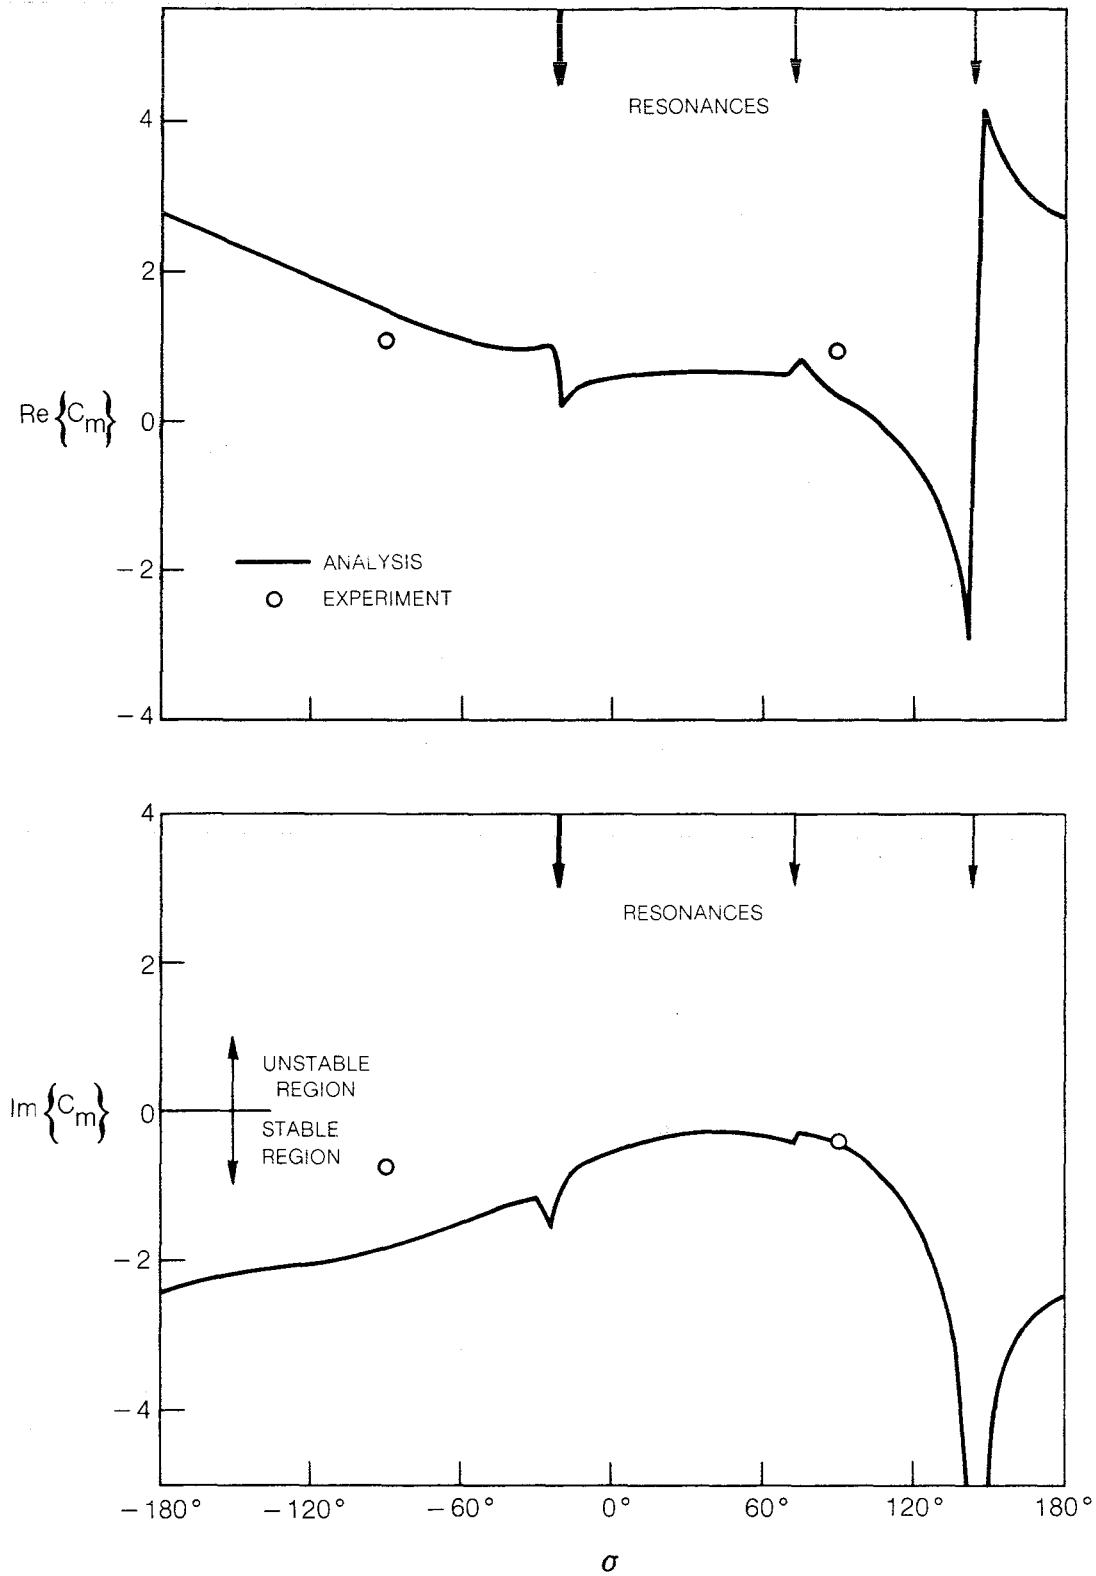 RESONANCES
4
2
Re {Cm} 0
ANALYSIS
−2
EXPERIMENT
−4
4
RESONANCES
2
UNSTABLE
REGION
Im {Cm} 0
STABLE
REGION
−2
−4
−180° −120° −60° 0° 60° 120° 180°
σ